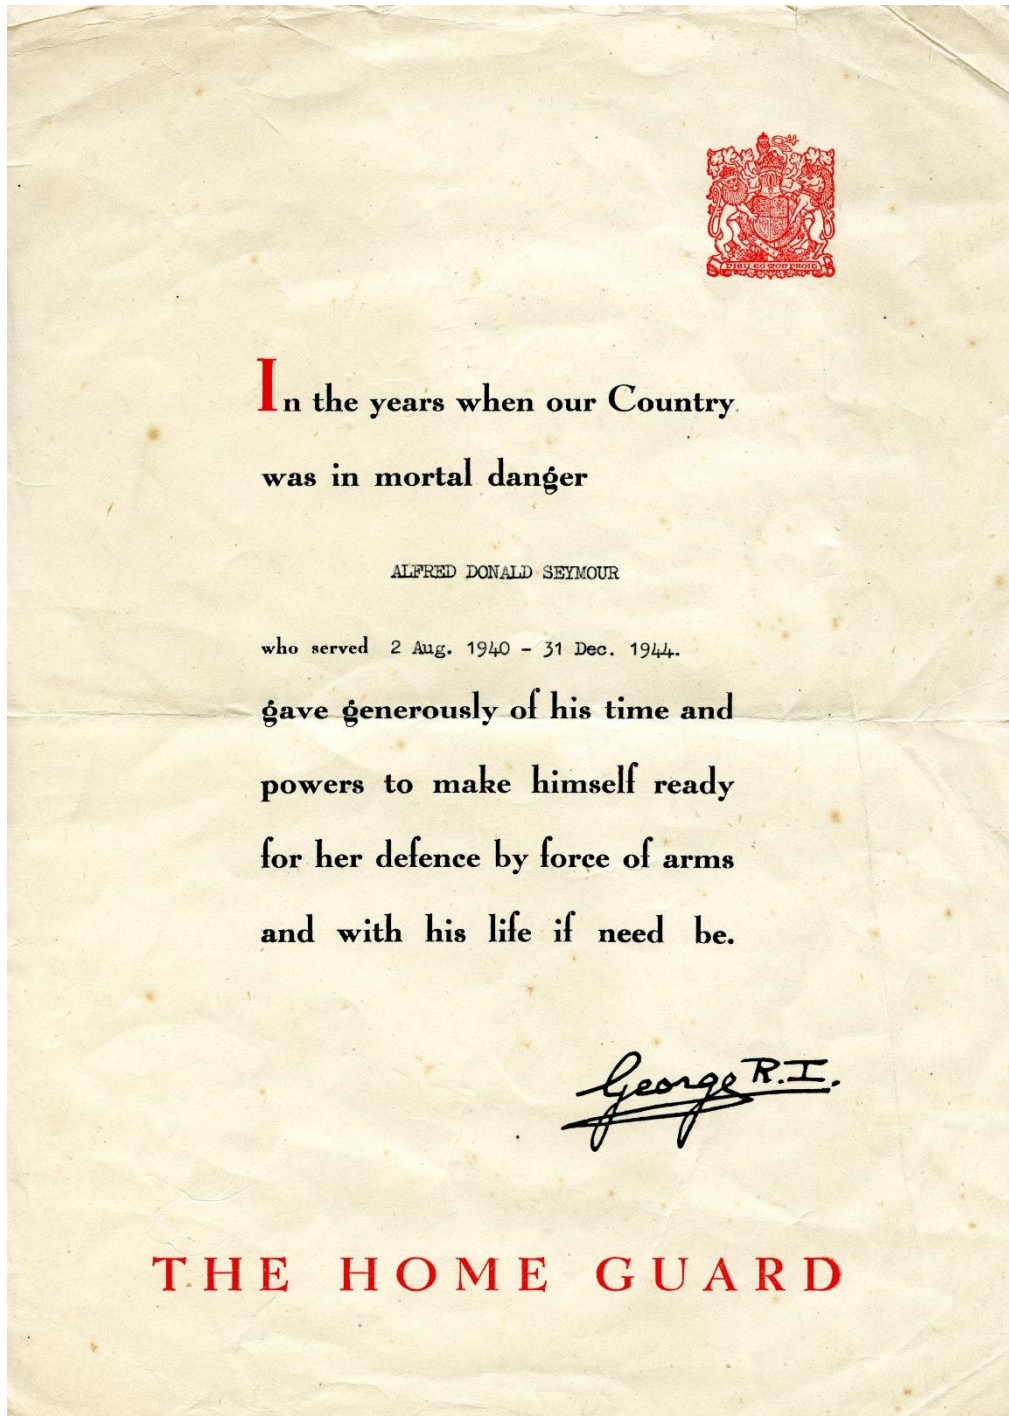 DIEU ET MON DROIT
In the years when our Country
was in mortal danger
ALFRED DONALD SEYMOUR
who served 2 Aug. 1940 - 31 Dec. 1944.
gave generously of his time and
powers to make himself ready
for her defence by force of arms
and with his life if need be.
George R.I.
THE HOME GUARD